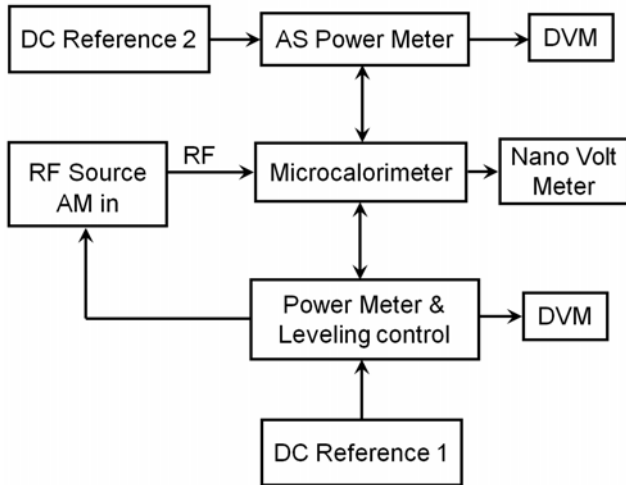 DC Reference 2
AS Power Meter
DVM
RF
RF Source
AM in
Microcalorimeter
Nano Volt
Meter
Power Meter &
Leveling control
DVM
DC Reference 1